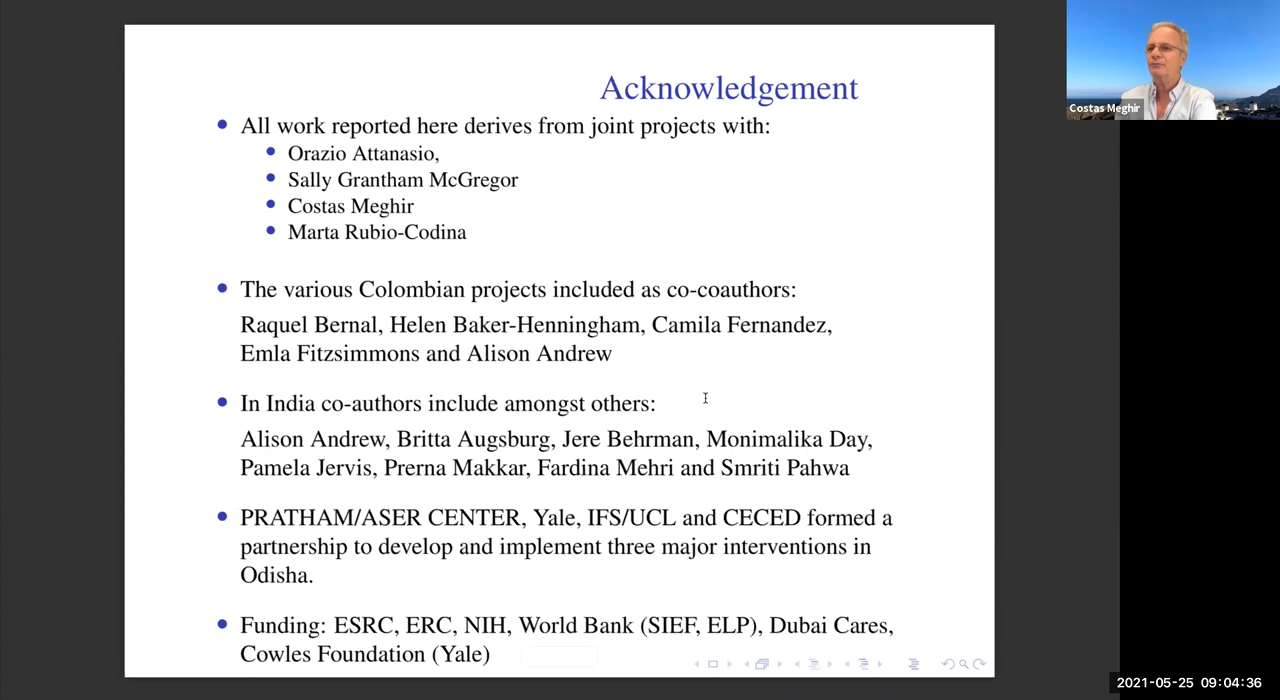 Acknowledgement
All work reported here derives from joint projects with:
Orazio Attanasio,
Sally Grantham McGregor
Costas Meghir
Marta Rubio-Codina
The various Colombian projects included as co-coauthors:
Raquel Bernal, Helen Baker-Henningham, Camila Fernandez,
Emla Fitzsimmons and Alison Andrew
In India co-authors include amongst others:
Alison Andrew, Britta Augsburg, Jere Behrman, Monimalika Day,
Pamela Jervis, Prerna Makkar, Fardina Mehri and Smriti Pahwa
PRATHAM/ASER CENTER, Yale, IFS/UCL and CECED formed a
partnership to develop and implement three major interventions in
Odisha.
Funding: ESRC, ERC, NIH, World Bank (SIEF, ELP), Dubai Cares,
Cowles Foundation (Yale)
Costas Meghir
2021-05-25 09:04:36